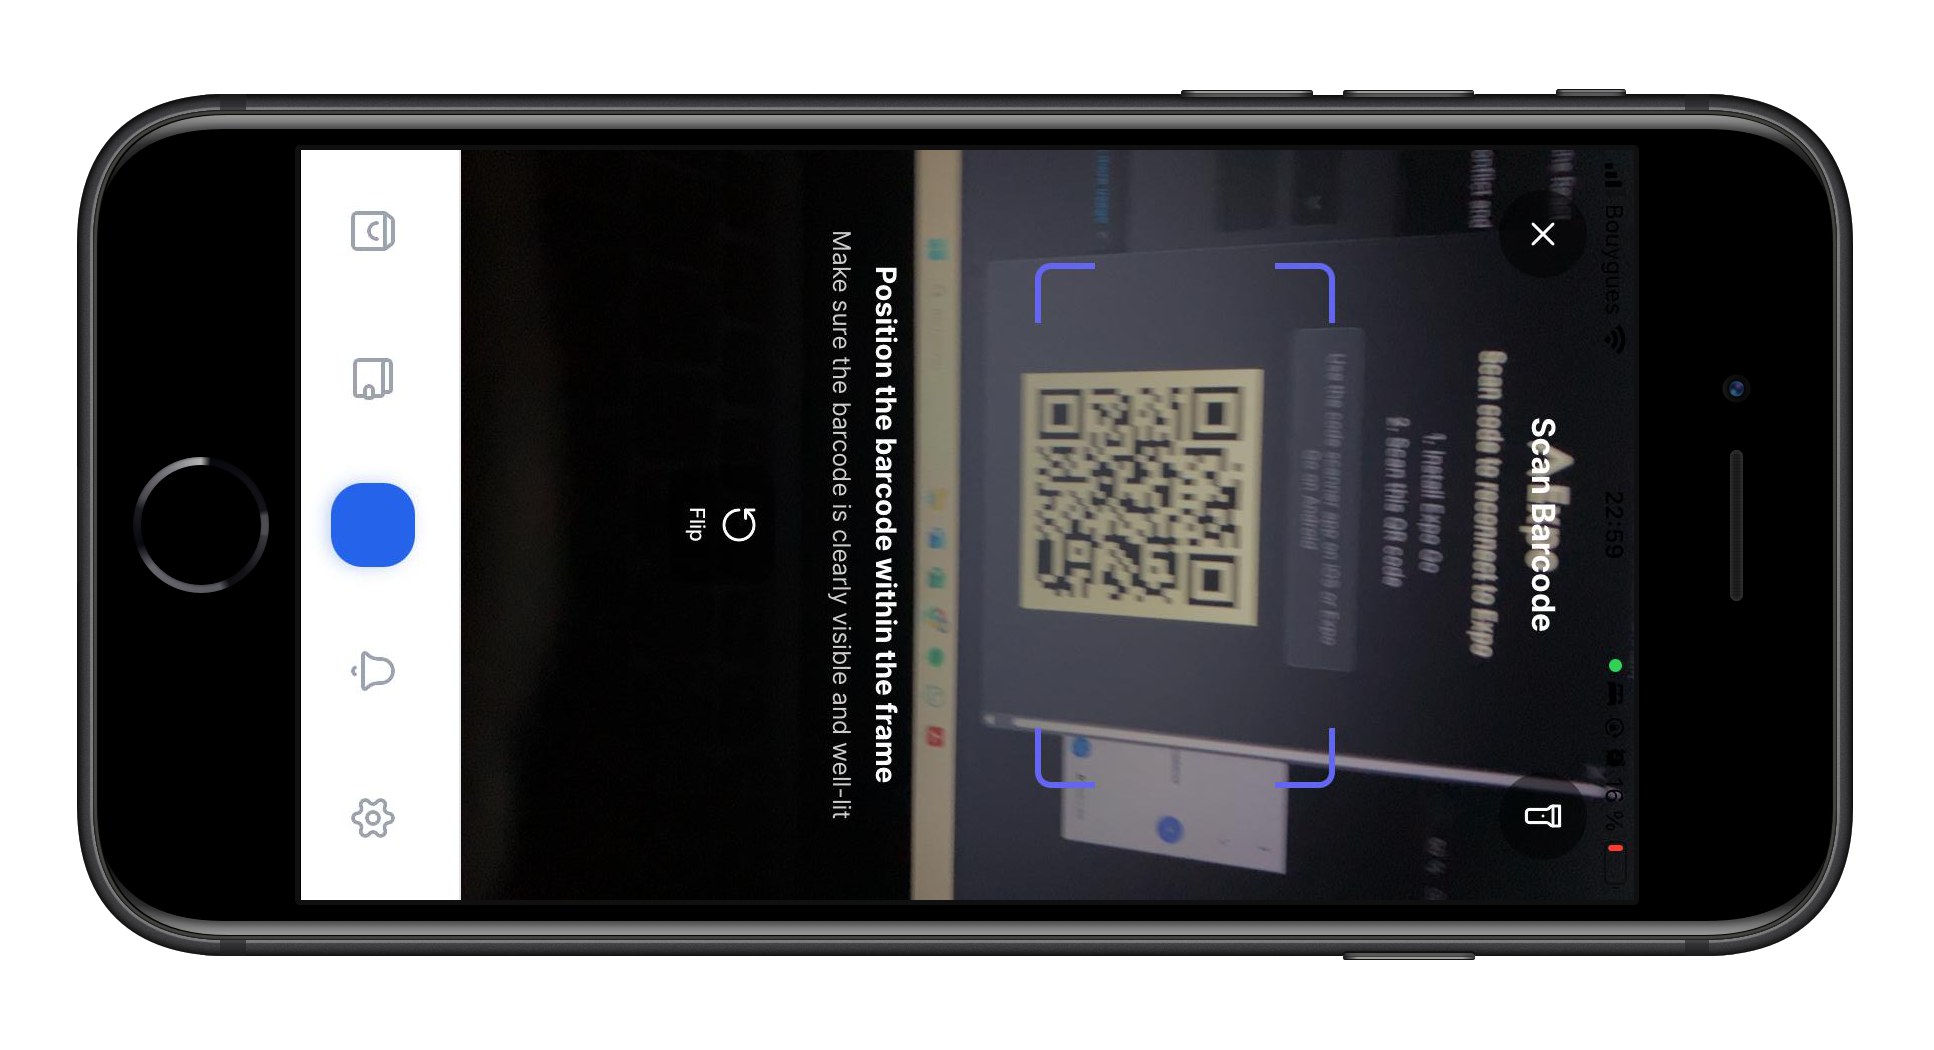 Bouygues 22:59 16 %
Scan Barcode
Expo
Scan code to reconnect to Expo
1. Install Expo Go
2. Scan this QR code
Use the code scanner app on iOS or Expo
Go on Android
Position the barcode within the frame
Make sure the barcode is clearly visible and well-lit
Flip